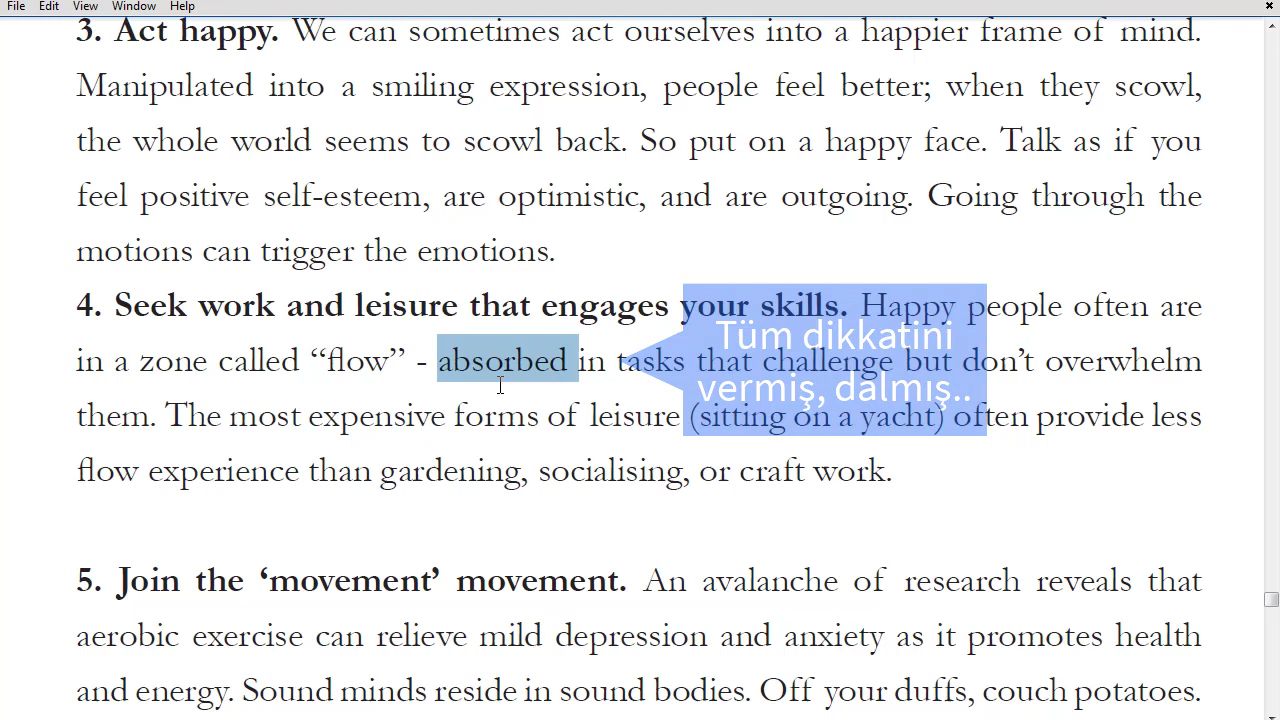 File Edit View Window Help
3. Act happy. We can sometimes act ourselves into a happier frame of mind.
Manipulated into a smiling expression, people feel better; when they scowl,
the whole world seems to scowl back. So put on a happy face. Talk as if you
feel positive self-esteem, are optimistic, and are outgoing. Going through the
motions can trigger the emotions.
4. Seek work and leisure that engages your skills. Happy people often are
in a zone called “flow” - absorbed in tasks that challenge but don’t overwhelm
them. The most expensive forms of leisure (sitting on a yacht) often provide less
flow experience than gardening, socialising, or craft work.
Tüm dikkatini
vermiş, dalmış..
5. Join the ‘movement’ movement. An avalanche of research reveals that
aerobic exercise can relieve mild depression and anxiety as it promotes health
and energy. Sound minds reside in sound bodies. Off your duffs, couch potatoes.